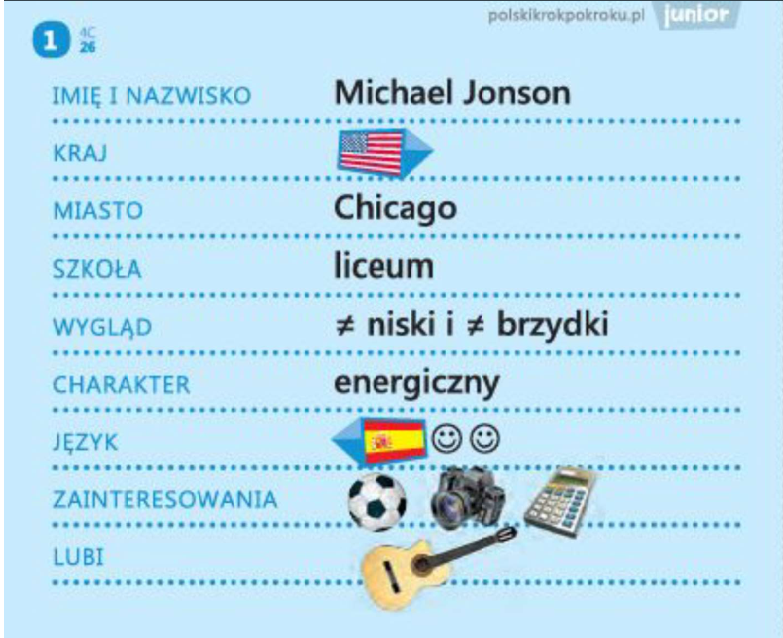 polskikrokpokroku.pl junior
1 4C
26
IMIĘ I NAZWISKO Michael Jonson
KRAJ
MIASTO Chicago
SZKOŁA liceum
WYGLĄD ≠ niski i ≠ brzydki
CHARAKTER energiczny
JĘZYK
ZAINTERESOWANIA
LUBI